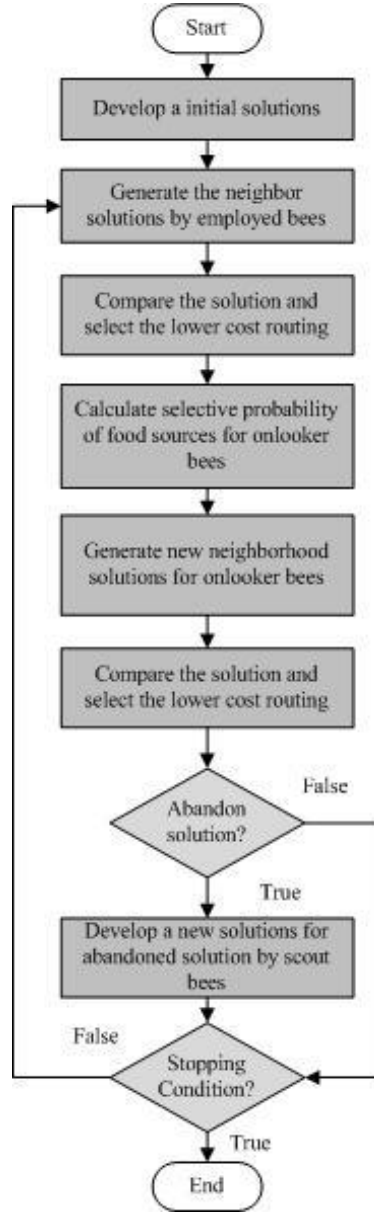 Start
Develop a initial solutions
Generate the neighbor
solutions by employed bees
Compare the solution and
select the lower cost routing
Calculate selective probability
of food sources for onlooker
bees
Generate new neighborhood
solutions for onlooker bees
Compare the solution and
select the lower cost routing
Abandon
solution?
False
True
Develop a new solutions for
abandoned solution by scout
bees
False
Stopping
Condition?
True
End